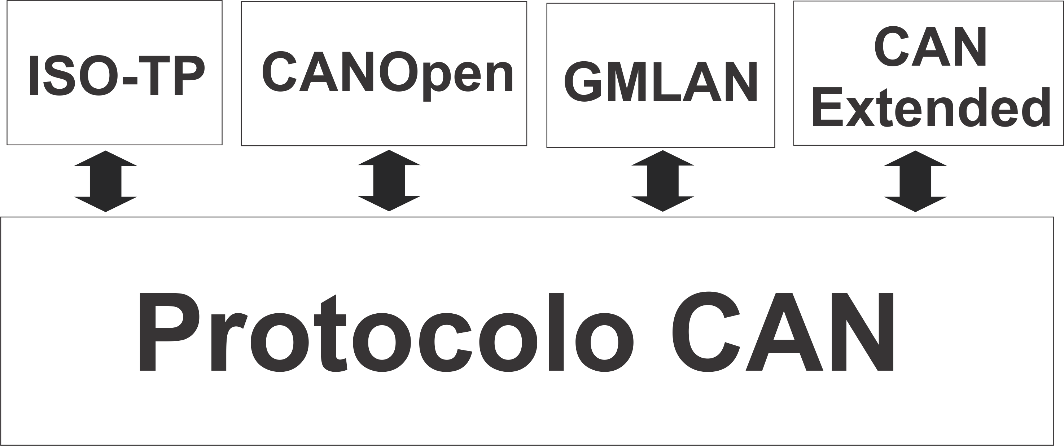 ISO-TP
CANOpen
GMLAN
CAN
Extended
Protocolo CAN